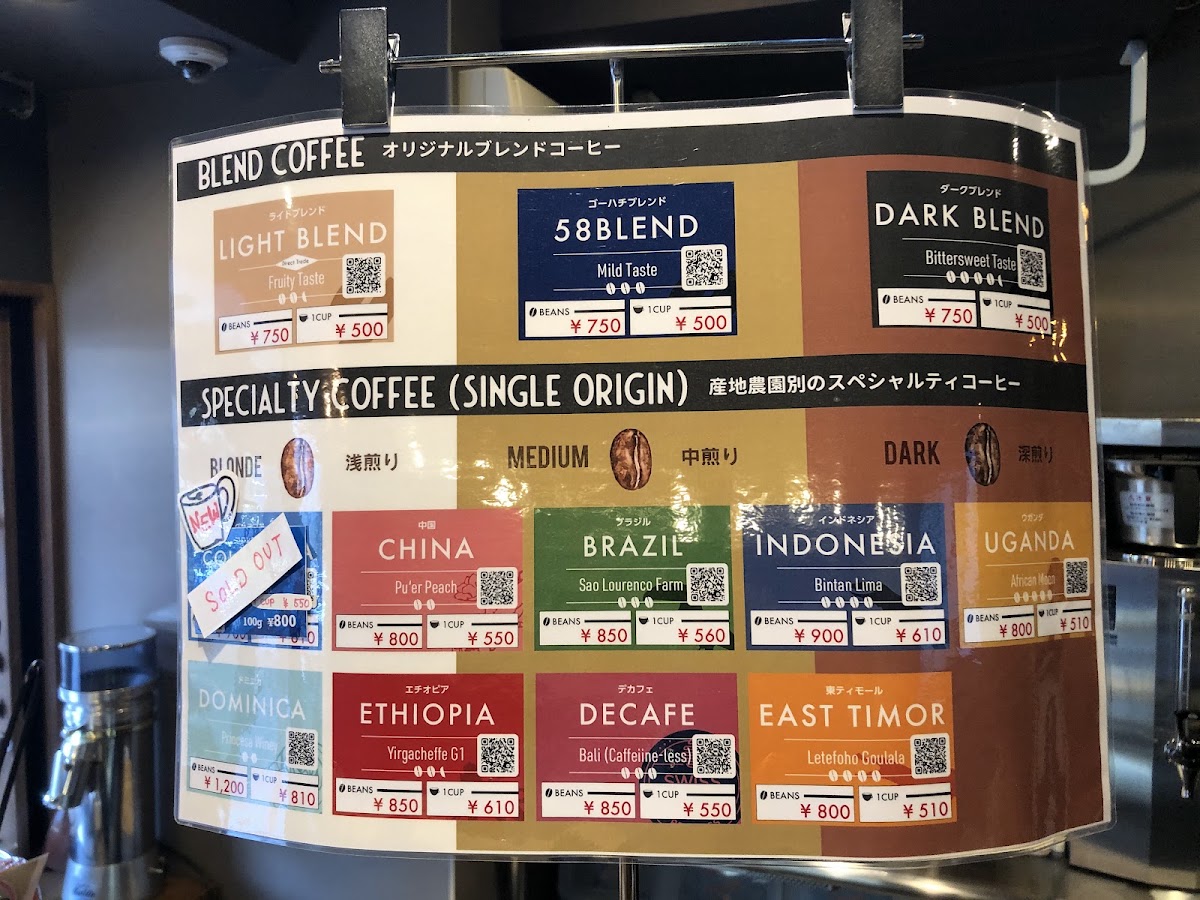 BLEND COFFEE オリジナルブレンドコーヒー
ライトブレンド
LIGHT BLEND
Direct Trade
Fruity Taste
BEANS ¥750 1CUP ¥500
ゴーハチブレンド
58BLEND
Mild Taste
BEANS ¥750 1CUP ¥500
ダークブレンド
DARK BLEND
Bittersweet Taste
BEANS ¥750 1CUP ¥500
SPECIALTY COFFEE (SINGLE ORIGIN) 産地農園別のスペシャルティコーヒー
BLONDE 浅煎り
MEDIUM 中煎り
DARK 深煎り
NEW
SOLD OUT
CUP ¥550
100g ¥800
中国
CHINA
Pu'er Peach
BEANS ¥800 1CUP ¥550
ブラジル
BRAZIL
Sao Lourenco Farm
BEANS ¥850 1CUP ¥560
インドネシア
INDONESIA
Bintan Lima
BEANS ¥900 1CUP ¥610
ウガンダ
UGANDA
African Moon
BEANS ¥800 1CUP ¥510
DOMINICA
Princesa Winey
BEANS ¥1,200 1CUP ¥810
エチオピア
ETHIOPIA
Yirgacheffe G1
BEANS ¥850 1CUP ¥610
デカフェ
DECAFE
Bali (Caffeiine-less)
SWISS
BEANS ¥850 1CUP ¥550
東ティモール
EAST TIMOR
Letefoho Goulala
BEANS ¥800 1CUP ¥510